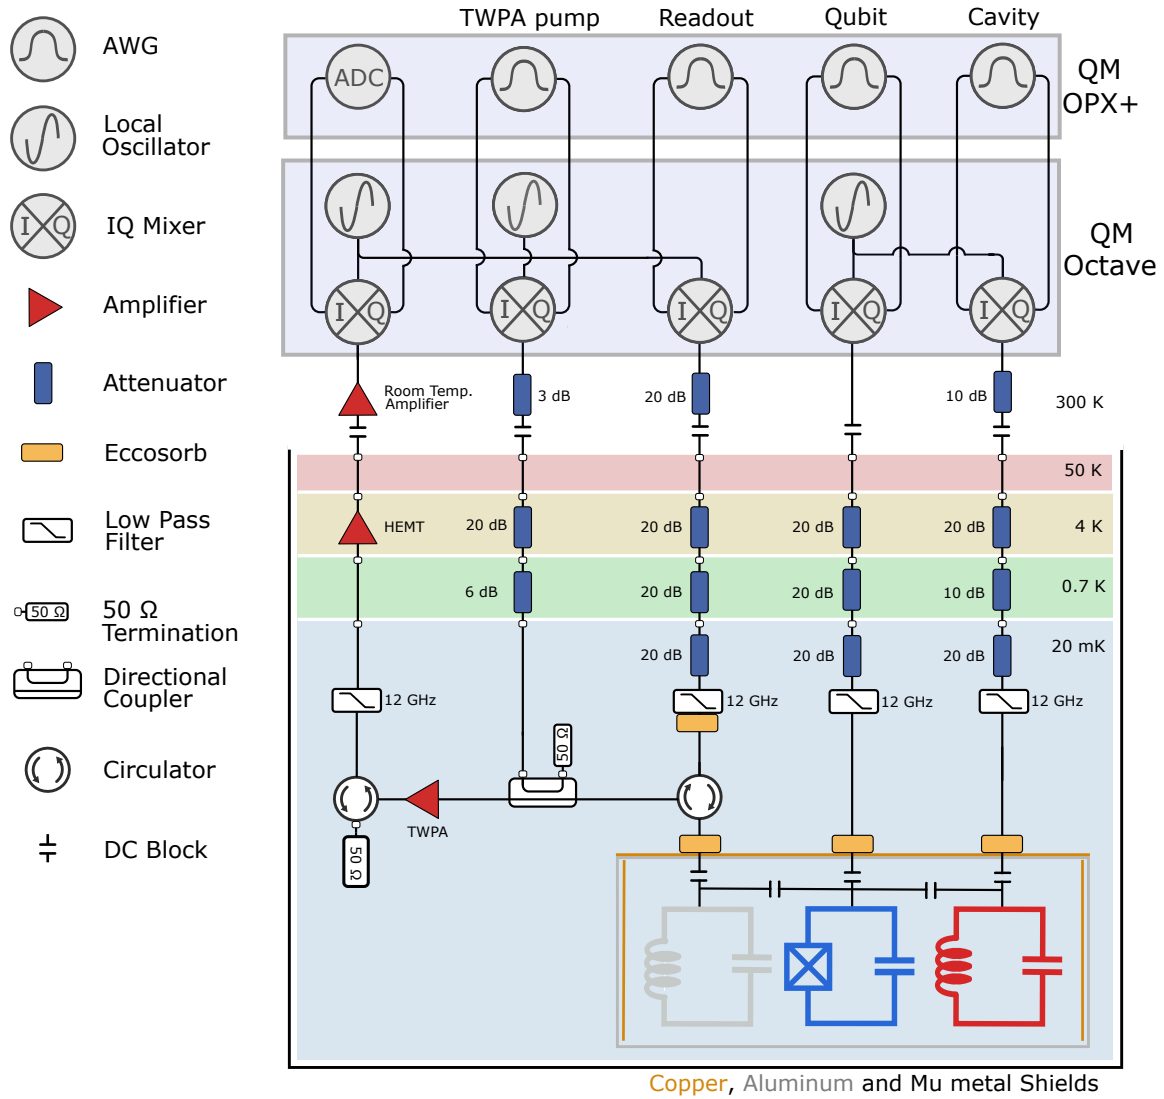 TWPA pump
Readout
Qubit
Cavity
AWG
Local
Oscillator
I Q
IQ Mixer
Amplifier
Attenuator
Eccosorb
Low Pass
Filter
50 Ω
50 Ω
Termination
Directional
Coupler
Circulator
DC Block
ADC
QM
OPX+
QM
Octave
I Q
I Q
I Q
I Q
I Q
Room Temp.
Amplifier
3 dB
20 dB
10 dB
300 K
50 K
HEMT
20 dB
20 dB
20 dB
20 dB
4 K
6 dB
20 dB
20 dB
10 dB
0.7 K
20 dB
20 dB
20 dB
20 mK
12 GHz
12 GHz
12 GHz
12 GHz
50 Ω
TWPA
50 Ω
Copper, Aluminum and Mu metal Shields